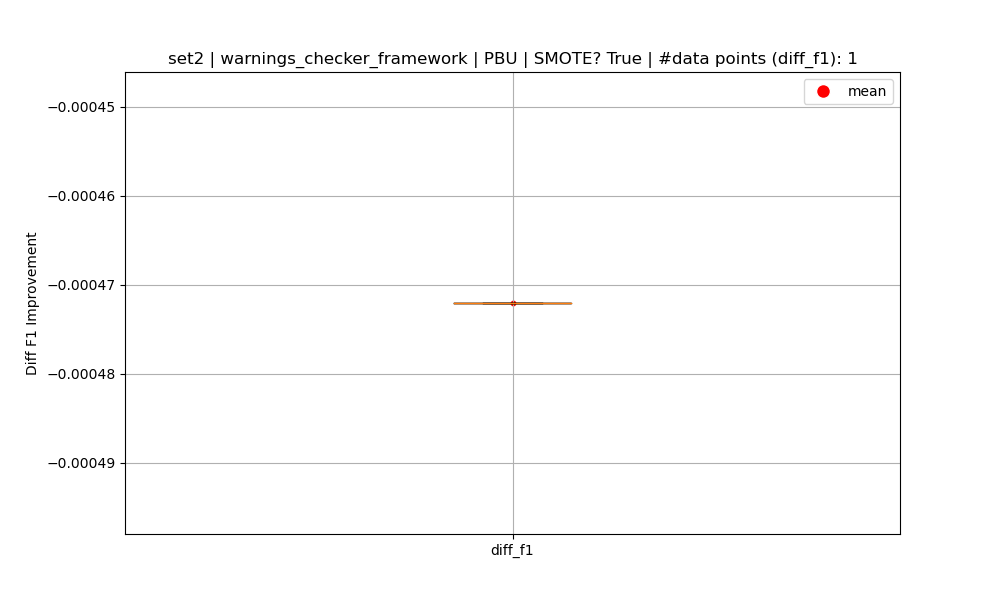 set2 | warnings_checker_framework | PBU | SMOTE? True | #data points (diff_f1): 1
mean
−0.00045
−0.00046
−0.00047
−0.00048
−0.00049
Diff F1 Improvement
diff_f1